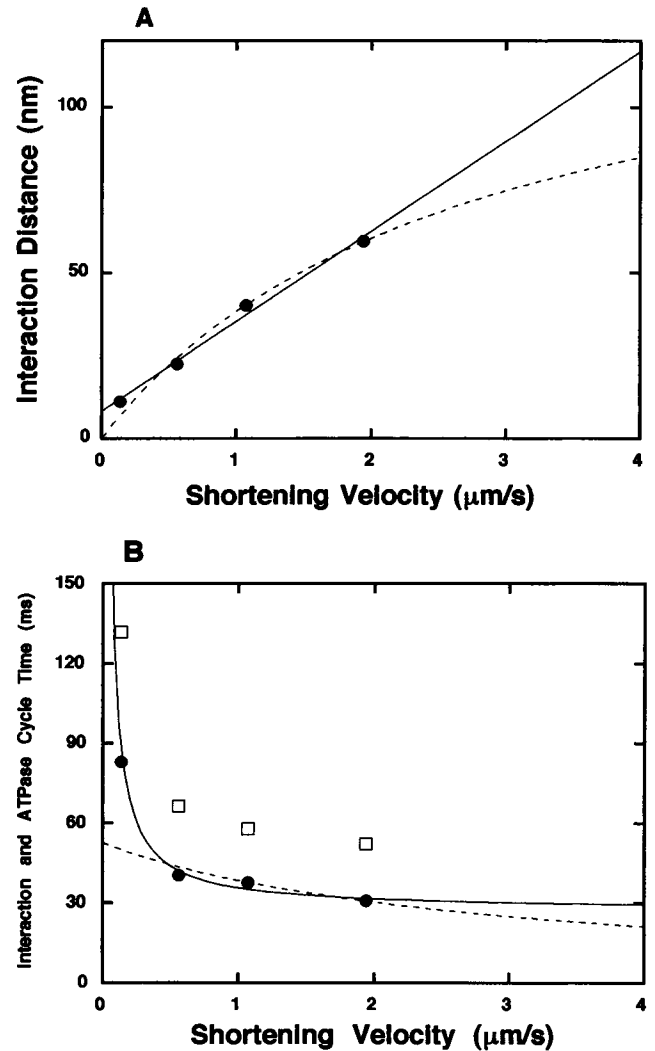 A
Interaction Distance (nm)
100
50
0
0 1 2 3 4
Shortening Velocity (μm/s)
B
Interaction and ATPase Cycle Time (ms)
150
120
90
60
30
0
0 1 2 3 4
Shortening Velocity (μm/s)